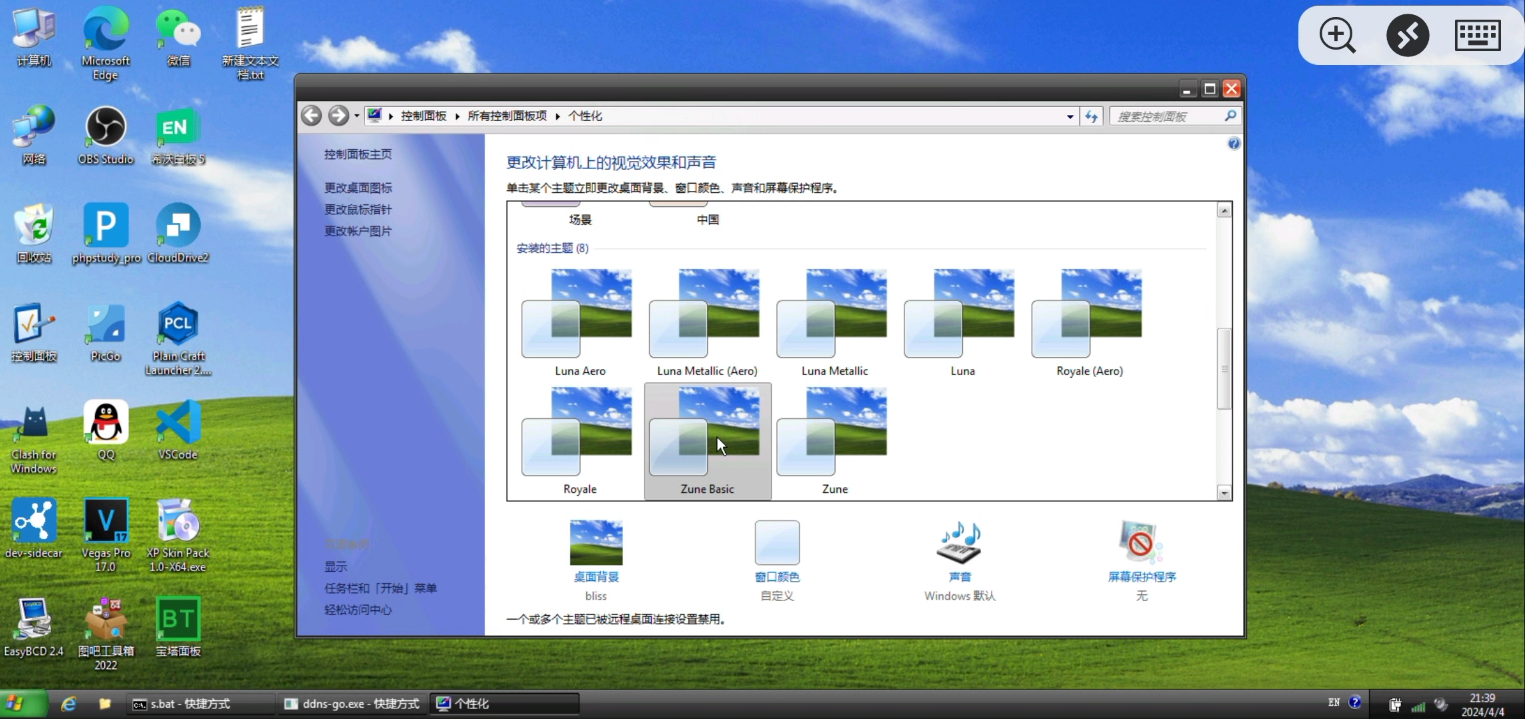 计算机
Microsoft
Edge
微信
新建文本文
档.txt
网络
OBS Studio
EN
希沃白板 5
回收站
P
phpstudy_pro
CloudDrive2
控制面板
PicGo
PCL
Plain Craft
Launcher 2....
Clash for
Windows
QQ
VSCode
dev-sidecar
V
17
Vegas Pro
17.0
XP Skin Pack
1.0-X64.exe
EasyBCD
EasyBCD 2.4
64
图吧工具箱
2022
BT
宝塔面板
控制面板
所有控制面板项
个性化
搜索控制面板
控制面板主页
更改桌面图标
更改鼠标指针
更改帐户图片
显示
任务栏和「开始」菜单
轻松访问中心
更改计算机上的视觉效果和声音
单击某个主题立即更改桌面背景、窗口颜色、声音和屏幕保护程序。
场景
中国
安装的主题 (8)
Luna Aero
Luna Metallic (Aero)
Luna Metallic
Luna
Royale (Aero)
Royale
Zune Basic
Zune
桌面背景
bliss
窗口颜色
自定义
声音
Windows 默认
屏幕保护程序
无
一个或多个主题已被远程桌面连接设置禁用。
s.bat - 快捷方式
ddns-go.exe - 快捷方式
个性化
EN
21:39
2024/4/4